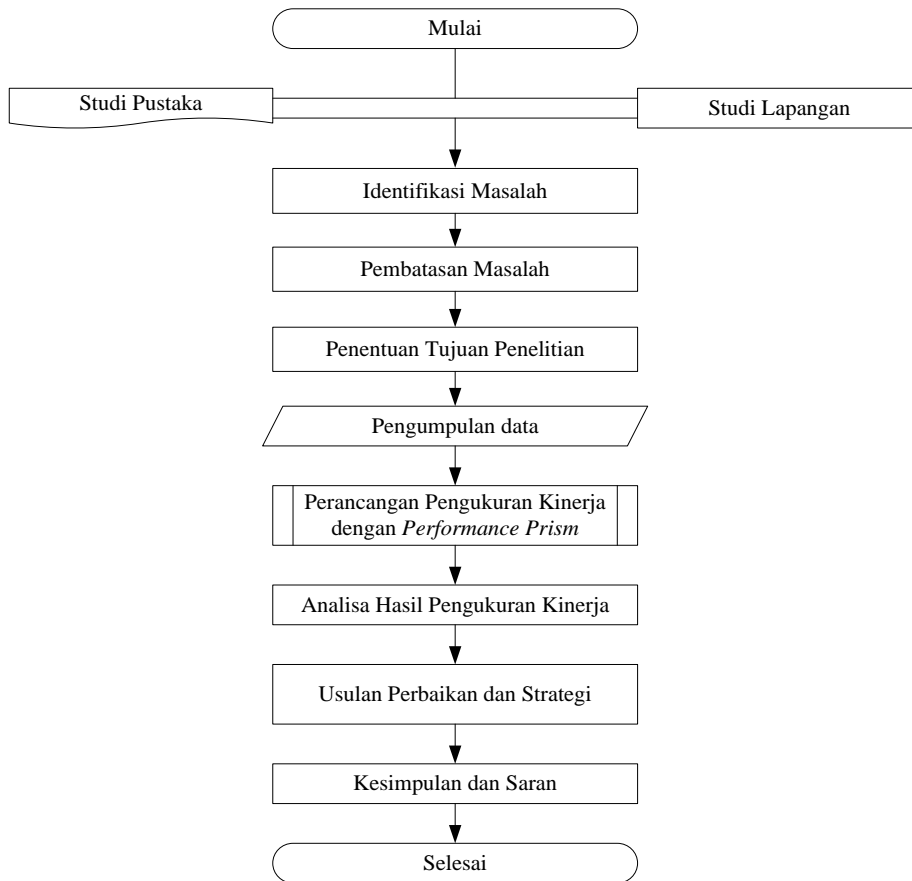 Mulai
Studi Pustaka
Studi Lapangan
Identifikasi Masalah
Pembatasan Masalah
Penentuan Tujuan Penelitian
Pengumpulan data
Perancangan Pengukuran Kinerja
dengan Performance Prism
Analisa Hasil Pengukuran Kinerja
Usulan Perbaikan dan Strategi
Kesimpulan dan Saran
Selesai